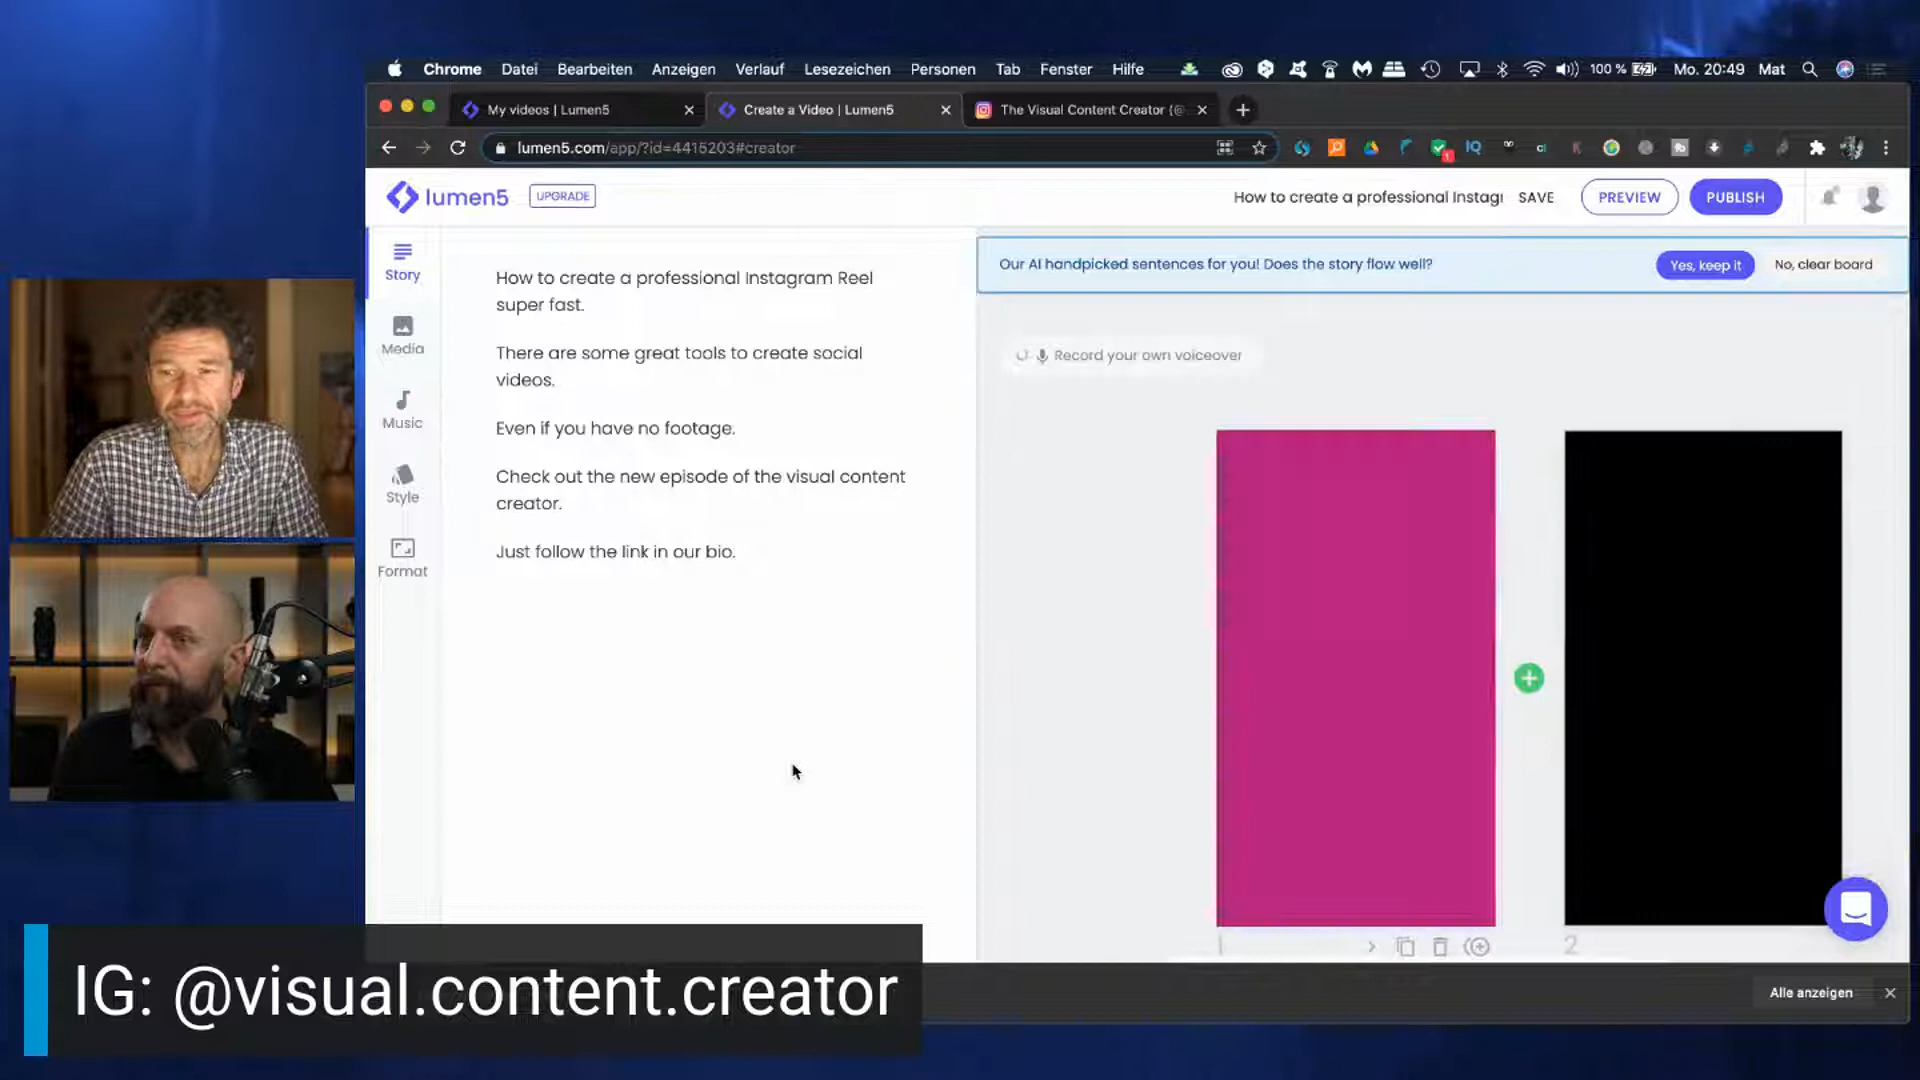 Chrome Datei Bearbeiten Anzeigen Verlauf Lesezeichen Personen Tab Fenster Hilfe 100 % Mo. 20:49 Mat
My videos | Lumen5
Create a Video | Lumen5
The Visual Content Creator (@
lumen5.com/app/?id=4415203#creator
IQ
1
lumen5 UPGRADE
How to create a professional Instagr SAVE PREVIEW PUBLISH
Story
Media
Music
Style
Format
How to create a professional Instagram Reel
super fast.
There are some great tools to create social
videos.
Even if you have no footage.
Check out the new episode of the visual content
creator.
Just follow the link in our bio.
Our AI handpicked sentences for you! Does the story flow well? Yes, keep it No, clear board
Record your own voiceover
1
2
Alle anzeigen
IG: @visual.content.creator